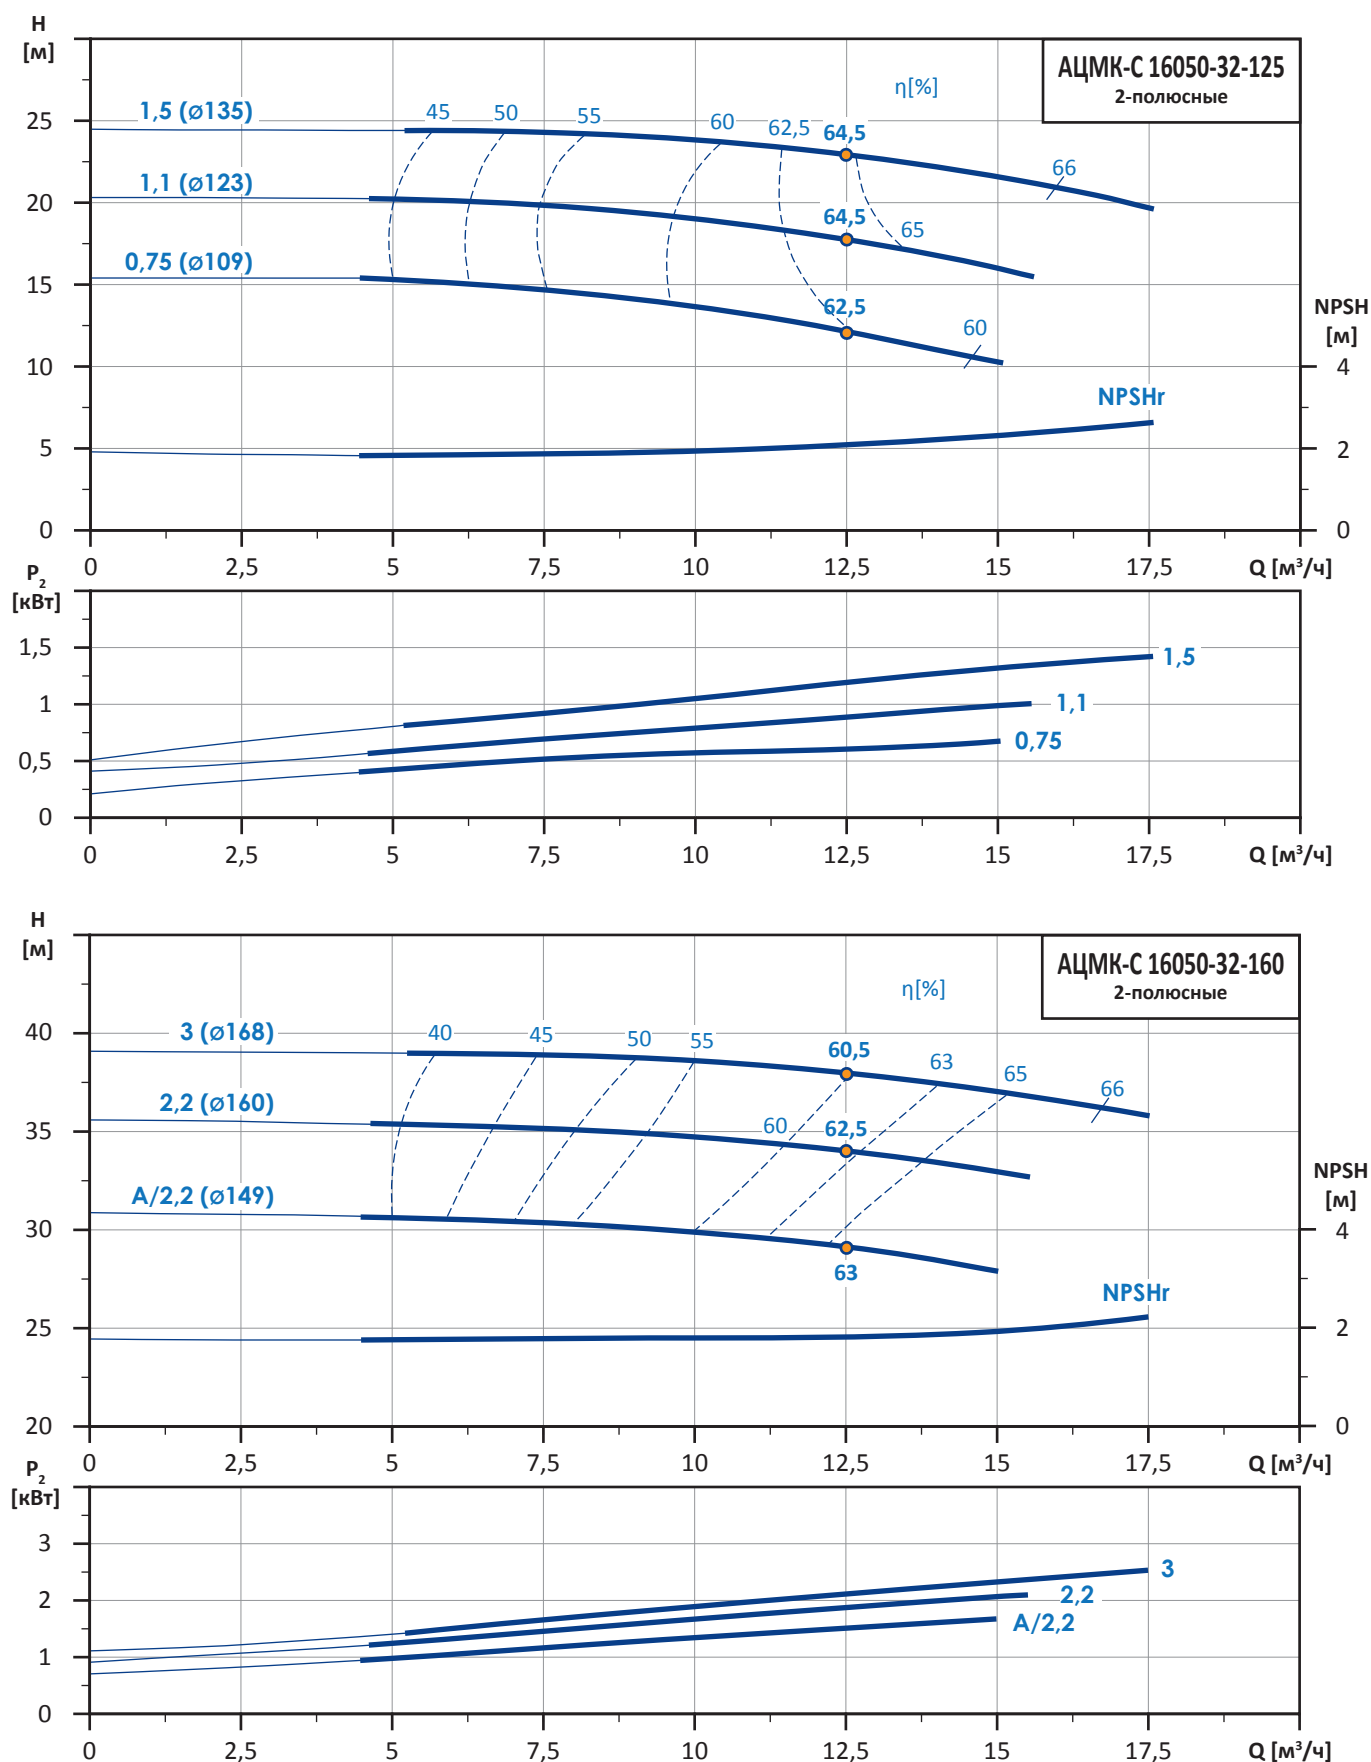 H
[м]
АЦМК-С 16050-32-125
2-полюсные
η[%]
25
20
15
10
5
0
1,5 (ø135)
1,1 (ø123)
0,75 (ø109)
45
50
55
60
62,5
64,5
66
64,5
65
62,5
60
NPSH
[м]
4
2
0
NPSHr
0
2,5
5
7,5
10
12,5
15
17,5
Q [м³/ч]
P₂
[кВт]
1,5
1
0,5
0
1,5
1,1
0,75
0
2,5
5
7,5
10
12,5
15
17,5
Q [м³/ч]
H
[м]
АЦМК-С 16050-32-160
2-полюсные
η[%]
40
35
30
25
20
3 (ø168)
2,2 (ø160)
А/2,2 (ø149)
40
45
50
55
60,5
63
65
66
60
62,5
63
NPSH
[м]
4
2
0
NPSHr
0
2,5
5
7,5
10
12,5
15
17,5
Q [м³/ч]
P₂
[кВт]
3
2
1
0
3
2,2
А/2,2
0
2,5
5
7,5
10
12,5
15
17,5
Q [м³/ч]